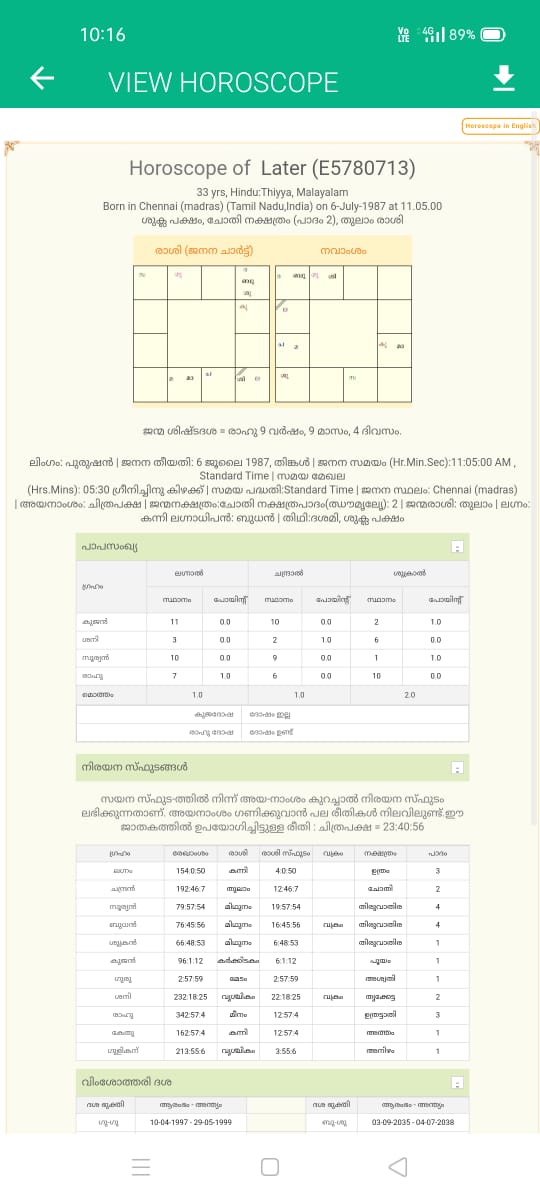 10:16
Vo LTE 4G 89%
VIEW HOROSCOPE
Horoscope in English
Horoscope of Later (E5780713)
33 yrs, Hindu:Thiyya, Malayalam
Born in Chennai (madras) (Tamil Nadu,India) on 6-July-1987 at 11.05.00
ശുക്ല പക്ഷം, ചോതി നക്ഷത്രം (പാദം 2), തുലാം രാശി
രാശി (ജനന ചാർട്ട്) നവാംശം
ജന്മ ശിഷ്ടദശ = രാഹു 9 വർഷം, 9 മാസം, 4 ദിവസം.
ലിംഗം: പുരുഷൻ | ജനന തീയതി: 6 ജൂലൈ 1987, തിങ്കൾ | ജനന സമയം (Hr.Min.Sec):11:05:00 AM ,
Standard Time | സമയ മേഖല
(Hrs.Mins): 05:30 ഗ്രീനിച്ചിനു കിഴക്ക് | സമയ പദ്ധതി:Standard Time | ജനന സ്ഥലം: Chennai (madras)
| അയനാംശം: ചിത്രപക്ഷ | ജന്മനക്ഷത്രം:ചോതി നക്ഷത്രപാദം 2 | ജന്മരാശി: തുലാം | ലഗ്നം:
കന്നി ലഗ്നാധിപൻ: ബുധൻ | തിഥി:ദശമി, ശുക്ല പക്ഷം
പാപസംഖ്യ
ഗ്രഹം ലഗ്നാൽ ചന്ദ്രാൽ ശുക്രാൽ
സ്ഥാനം പോയിന്റ് സ്ഥാനം പോയിന്റ് സ്ഥാനം പോയിന്റ്
കുജൻ 11 0.0 10 0.0 2 1.0
ശനി 3 0.0 2 1.0 6 0.0
സൂര്യൻ 10 0.0 9 0.0 1 1.0
രാഹു 7 1.0 6 0.0 10 0.0
മൊത്തം 1.0 1.0 2.0
കുജദോഷ ദോഷം ഇല്ല
രാഹു ദോഷ ദോഷം ഉണ്ട്
നിരയന സ്ഫുടങ്ങൾ
സയന സ്ഫുട-ത്തിൽ നിന്ന് അയ-നാംശം കുറച്ചാൽ നിരയന സ്ഫുടം
ലഭിക്കുന്നതാണ്. അയനാംശം ഗണിക്കുവാൻ പല രീതികൾ നിലവിലുണ്ട്.ഈ
ജാതകത്തിൽ ഉപയോഗിച്ചിട്ടുള്ള രീതി : ചിത്രപക്ഷ = 23:40:56
ഗ്രഹം രേഖാംശം രാശി രാശി സ്ഫുടം വക്രം നക്ഷത്രം പാദം
ലഗ്നം 154:0:50 കന്നി 4:0:50 ഉത്രം 3
ചന്ദ്രൻ 192:46:7 തുലാം 12:46:7 ചോതി 2
സൂര്യൻ 79:57:54 മിഥുനം 19:57:54 തിരുവാതിര 4
ബുധൻ 76:45:56 മിഥുനം 16:45:56 വക്രം തിരുവാതിര 4
ശുക്രൻ 66:48:53 മിഥുനം 6:48:53 തിരുവാതിര 1
കുജൻ 96:1:12 കർക്കിടകം 6:1:12 പൂയം 1
ഗുരു 2:57:59 മേടം 2:57:59 അശ്വതി 1
ശനി 232:18:25 വൃശ്ചികം 22:18:25 വക്രം തൃക്കേട്ട 2
രാഹു 342:57:4 മീനം 12:57:4 ഉത്രട്ടാതി 3
കേതു 162:57:4 കന്നി 12:57:4 അത്തം 1
ഗുളികന് 213:55:6 വൃശ്ചികം 3:55:6 അനിഴം 1
വിംശോത്തരി ദശ
ദശ ഭുക്തി ആരംഭം - അന്ത്യം ദശ ഭുക്തി ആരംഭം - അന്ത്യം
ഗു-ഗു 10-04-1997 - 29-05-1999 ബു-ശു 03-09-2035 - 04-07-2038